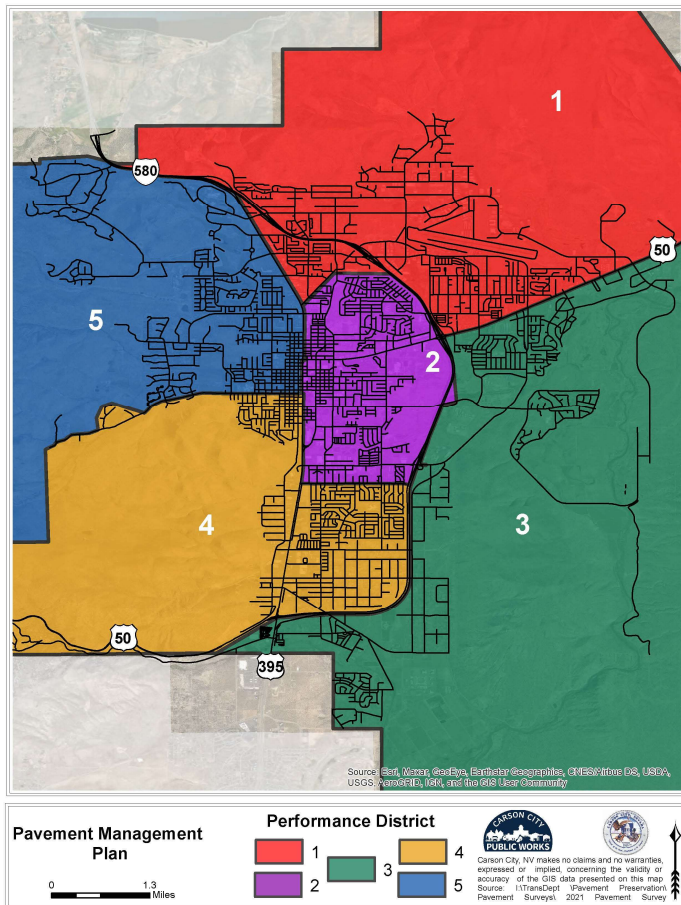 1
580
50
5
2
4
3
50
395
Source: Esri, Maxar, GeoEye, Earthstar Geographics, CNES/Airbus DS, USDA,
USGS, AeroGRID, IGN, and the GIS User Community
Pavement Management
Plan
0 1.3
Miles
Performance District
1
2
3
4
5
CARSON CITY
PUBLIC WORKS
Carson City, NV makes no claims and no warranties,
expressed or implied, concerning the validity or
accuracy of the GIS data presented on this map.
Source: I:\TransDept \Pavement Preservation\
Pavement Surveys\ 2021 Pavement Survey